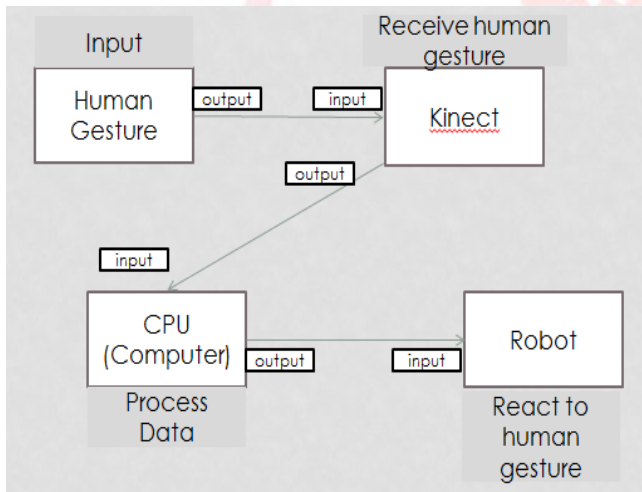 Input
Receive human
gesture
Human
Gesture
output
input
Kinect
output
input
CPU
(Computer)
output
input
Robot
Process
Data
React to
human
gesture